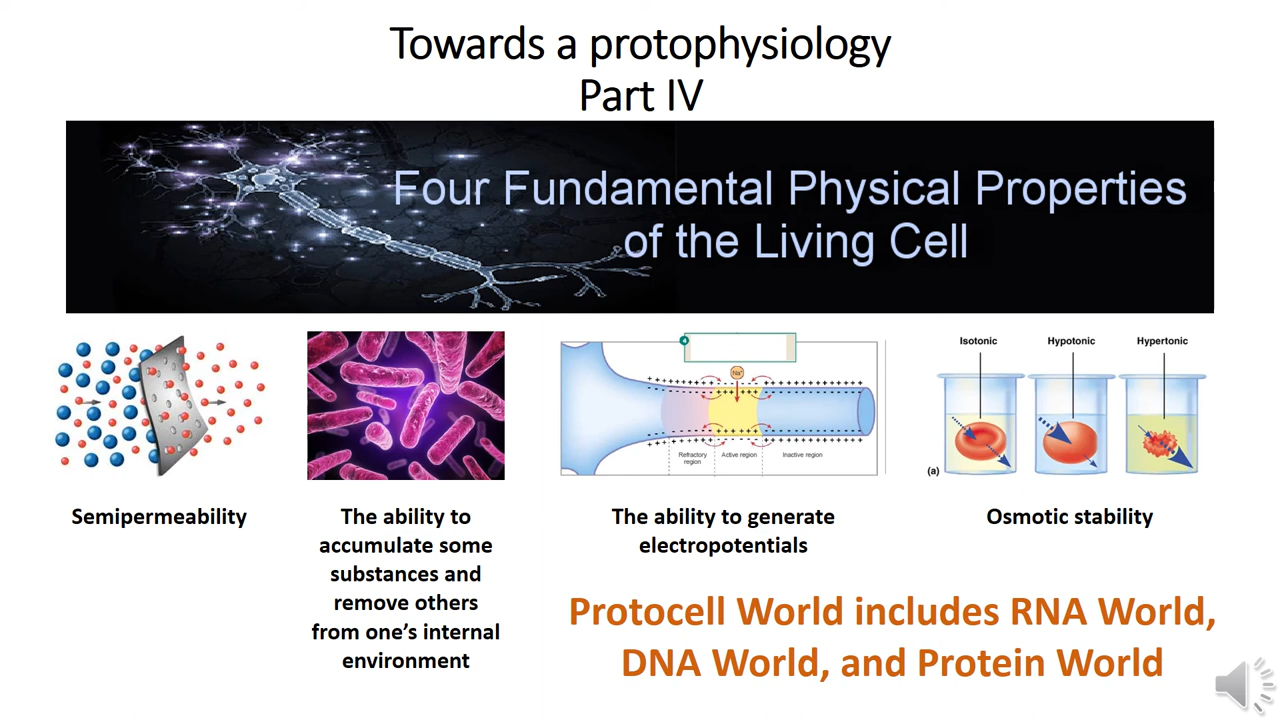 Towards a protophysiology
Part IV
Four Fundamental Physical Properties
of the Living Cell
4
Na+
Refractory
region
Active region
Inactive region
Isotonic
Hypotonic
Hypertonic
(a)
Semipermeability
The ability to
accumulate some
substances and
remove others
from one’s internal
environment
The ability to generate
electropotentials
Osmotic stability
Protocell World includes RNA World,
DNA World, and Protein World